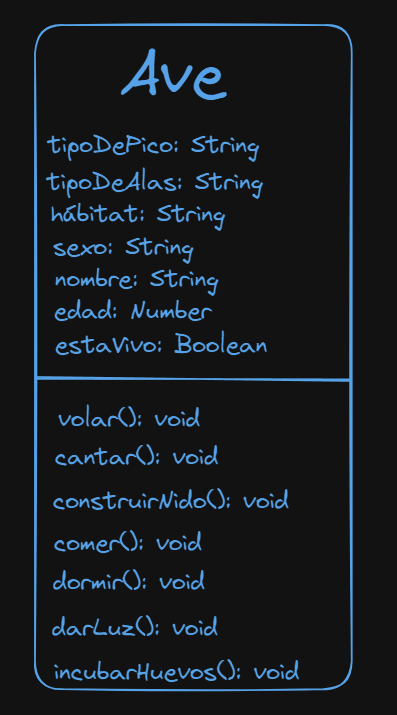 Ave
tipoDePico: String
tipoDeAlas: String
hábitat: String
sexo: String
nombre: String
edad: Number
estaVivo: Boolean
volar(): void
cantar(): void
construirNido(): void
comer(): void
dormir(): void
darLuz(): void
incubarHuevos(): void